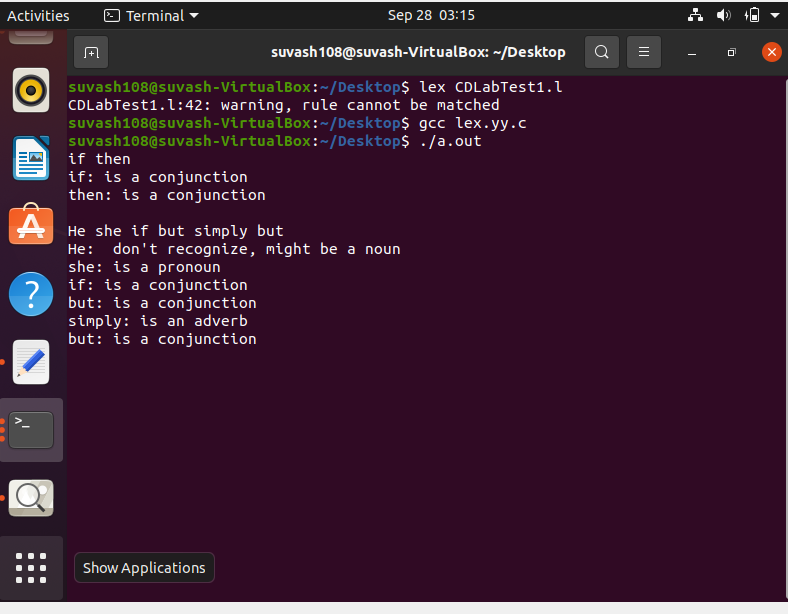 Activities Terminal Sep 28 03:15
suvash108@suvash-VirtualBox: ~/Desktop
suvash108@suvash-VirtualBox:~/Desktop$ lex CDLabTest1.l
CDLabTest1.l:42: warning, rule cannot be matched
suvash108@suvash-VirtualBox:~/Desktop$ gcc lex.yy.c
suvash108@suvash-VirtualBox:~/Desktop$ ./a.out
if then
if: is a conjunction
then: is a conjunction
He she if but simply but
He:  don't recognize, might be a noun
she: is a pronoun
if: is a conjunction
but: is a conjunction
simply: is an adverb
but: is a conjunction
Show Applications